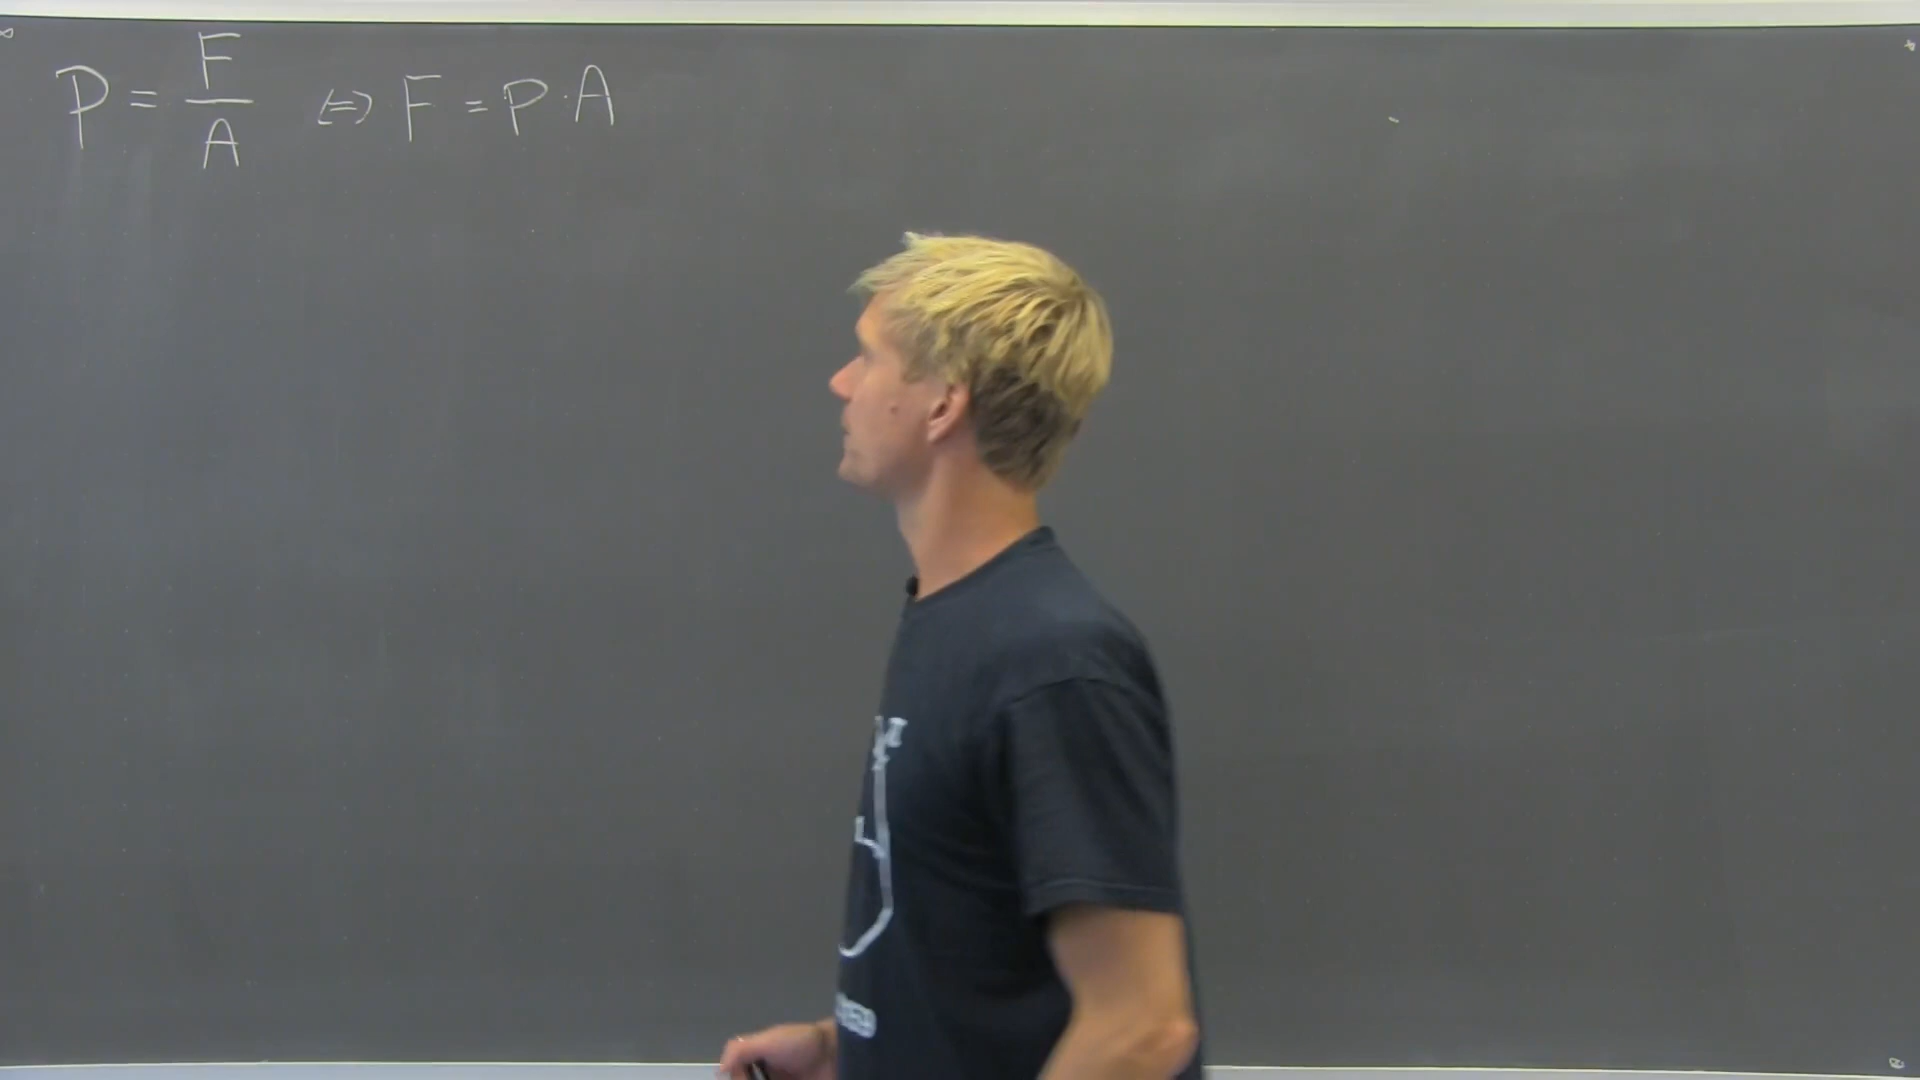 P = F/A ⇔ F = P · A